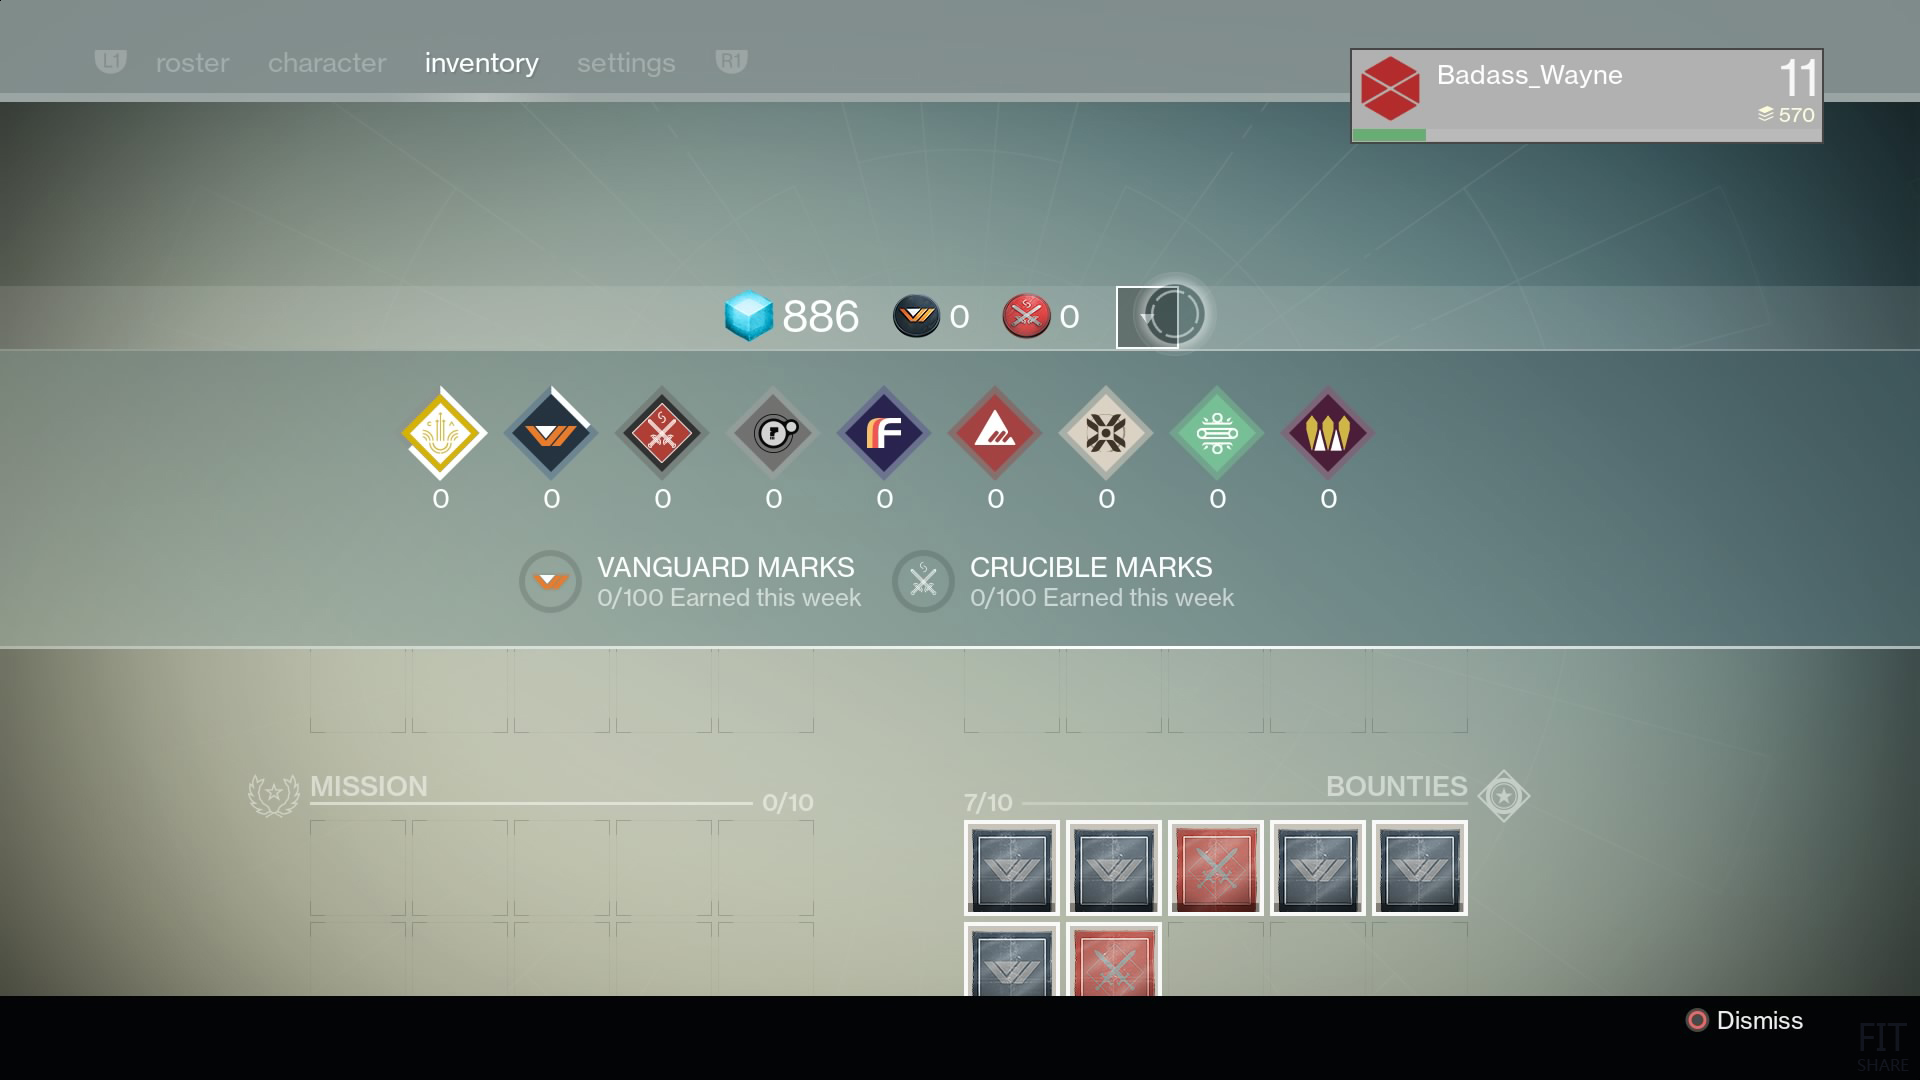 L1 roster character inventory settings R1
Badass_Wayne 11
570
886 0 0
0 0 0 0 0 0 0 0 0
VANGUARD MARKS
0/100 Earned this week
CRUCIBLE MARKS
0/100 Earned this week
MISSION 0/10
7/10 BOUNTIES
Dismiss
FIT
SHARE